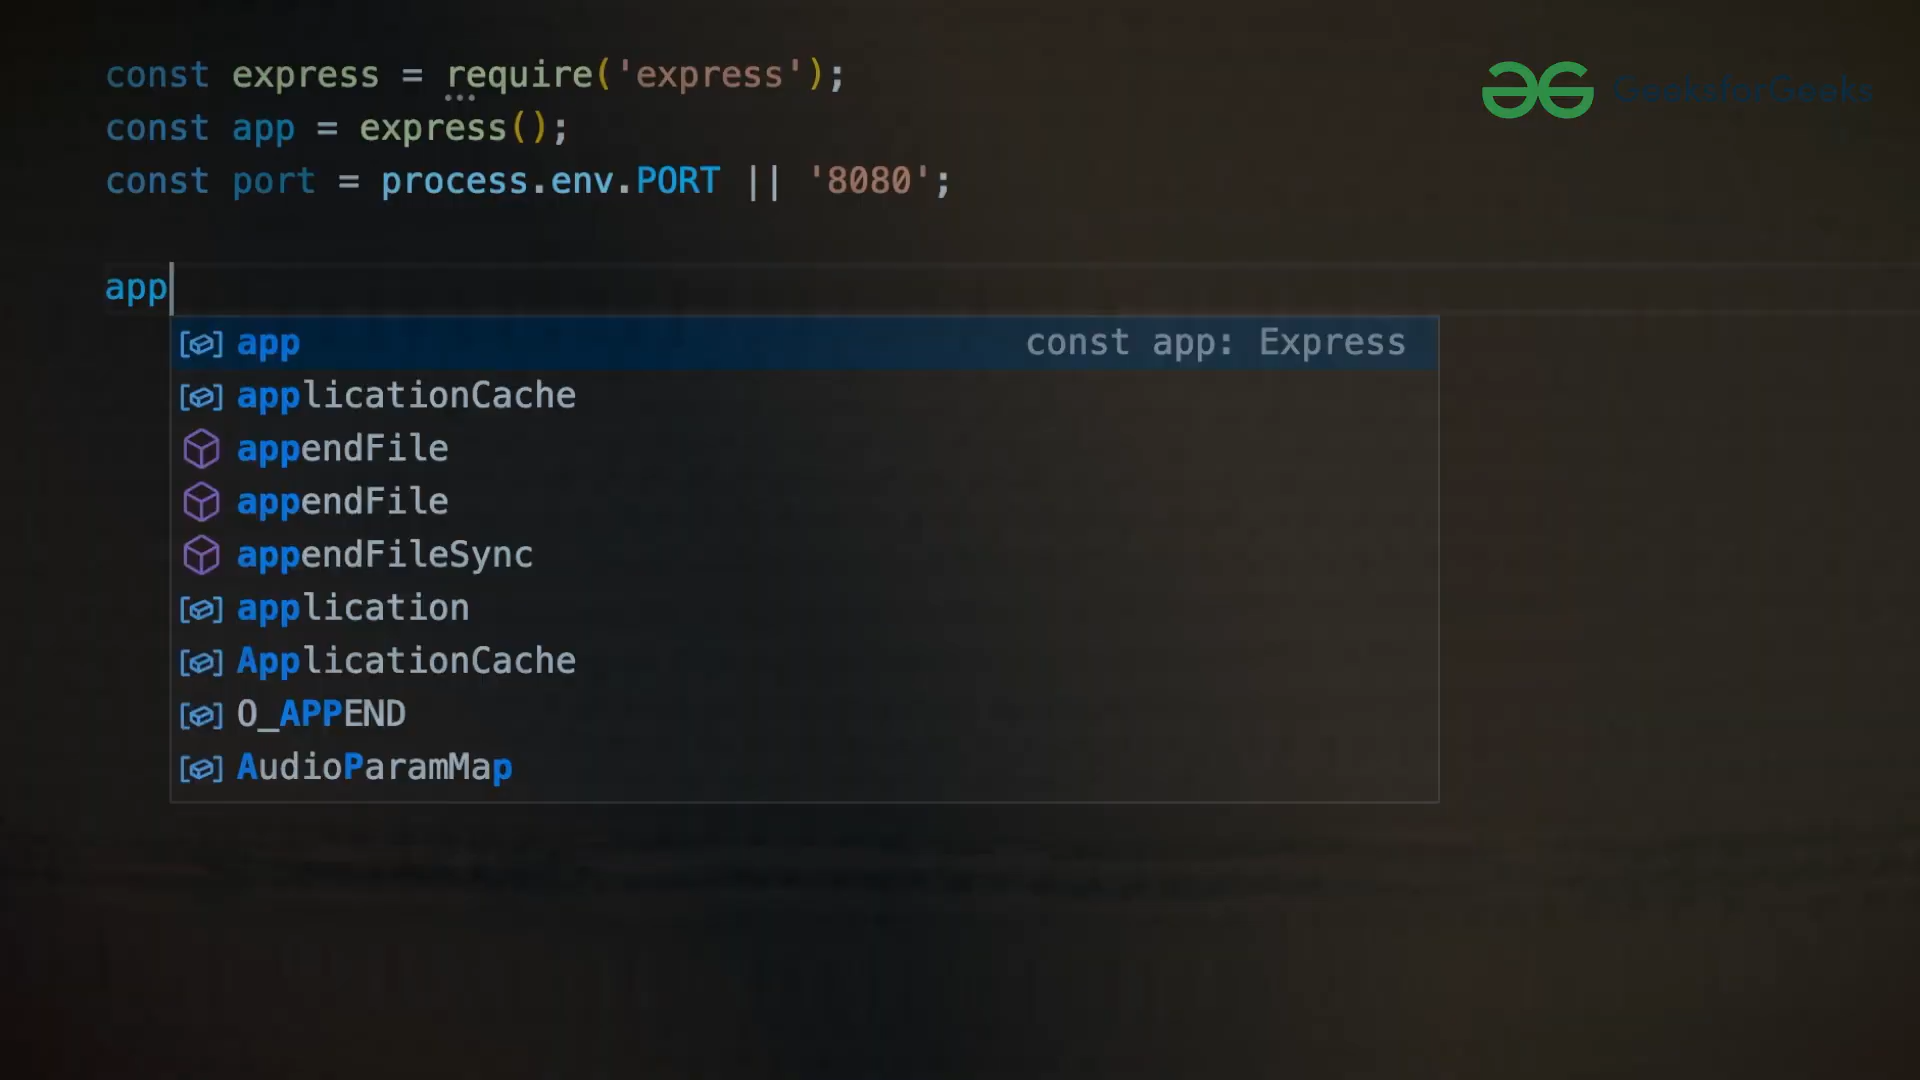 const express = require('express');
GeeksforGeeks
const app = express();
const port = process.env.PORT || '8080';
app
app const app: Express
applicationCache
appendFile
appendFile
appendFileSync
application
ApplicationCache
O_APPEND
AudioParamMap